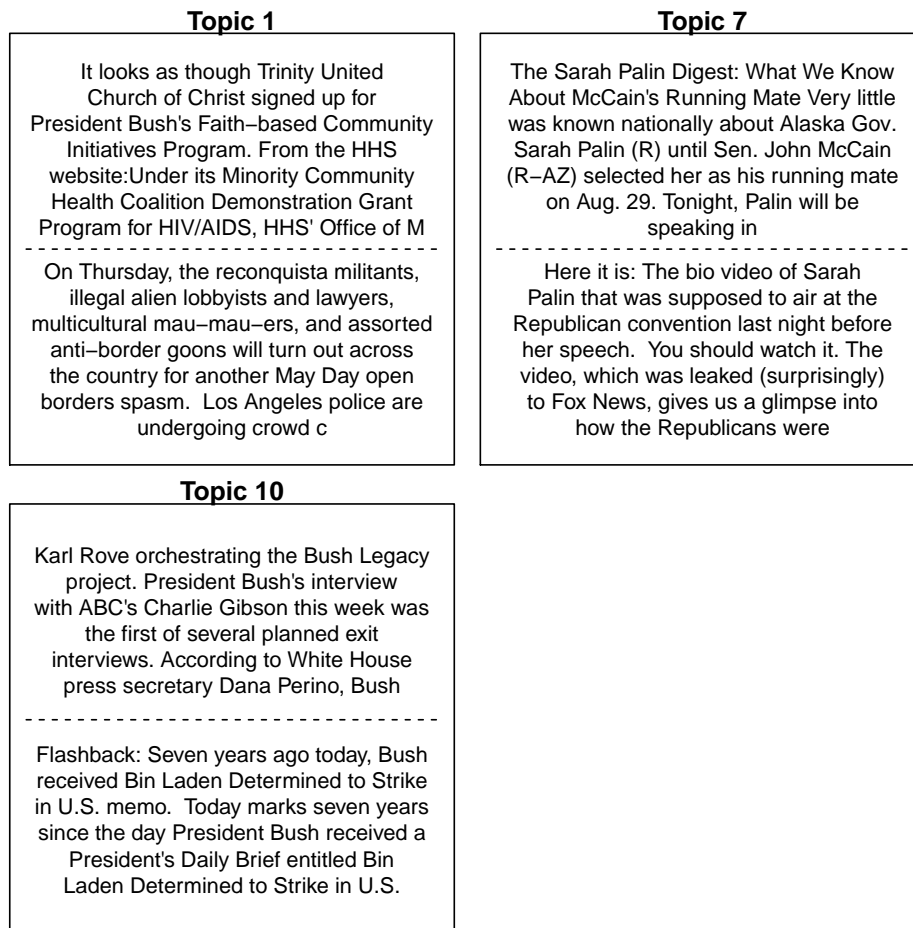 Topic 1
It looks as though Trinity United
Church of Christ signed up for
President Bush's Faith−based Community
Initiatives Program. From the HHS
website:Under its Minority Community
Health Coalition Demonstration Grant
Program for HIV/AIDS, HHS' Office of M
On Thursday, the reconquista militants,
illegal alien lobbyists and lawyers,
multicultural mau−mau−ers, and assorted
anti−border goons will turn out across
the country for another May Day open
borders spasm.  Los Angeles police are
undergoing crowd c
Topic 7
The Sarah Palin Digest: What We Know
About McCain's Running Mate Very little
was known nationally about Alaska Gov.
Sarah Palin (R) until Sen. John McCain
(R−AZ) selected her as his running mate
on Aug. 29. Tonight, Palin will be
speaking in
Here it is: The bio video of Sarah
Palin that was supposed to air at the
Republican convention last night before
her speech.  You should watch it. The
video, which was leaked (surprisingly)
to Fox News, gives us a glimpse into
how the Republicans were
Topic 10
Karl Rove orchestrating the Bush Legacy
project. President Bush's interview
with ABC's Charlie Gibson this week was
the first of several planned exit
interviews. According to White House
press secretary Dana Perino, Bush
Flashback: Seven years ago today, Bush
received Bin Laden Determined to Strike
in U.S. memo.  Today marks seven years
since the day President Bush received a
President's Daily Brief entitled Bin
Laden Determined to Strike in U.S.